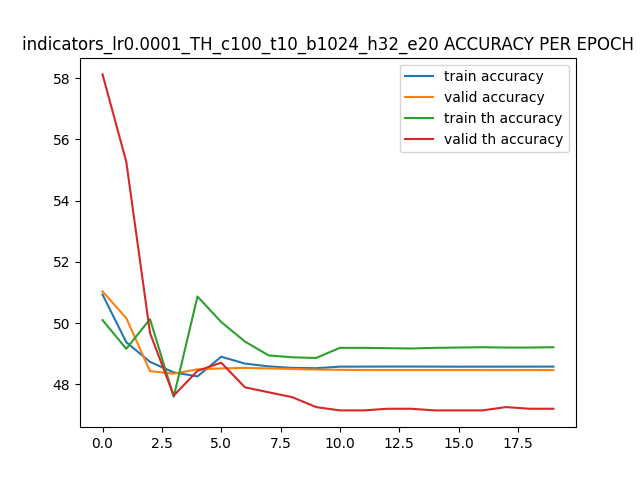 indicators_lr0.0001_TH_c100_t10_b1024_h32_e20 ACCURACY PER EPOCH
train accuracy
valid accuracy
train th accuracy
valid th accuracy
58
56
54
52
50
48
0.0 2.5 5.0 7.5 10.0 12.5 15.0 17.5